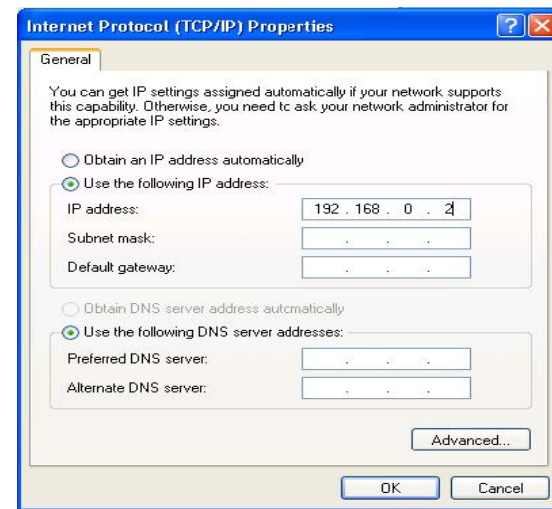 Internet Protocol (TCP/IP) Properties
General
You can get IP settings assigned automatically if your network supports
this capability. Otherwise, you need tc ask your network administrator for
the appropriate IP settings.
Obtain an IP address automatically
Use the following IP address:
IP address: 192 . 168 . 0 . 2
Subnet mask: . . .
Default gateway: . . .
Obtain DNS server address autcmatically
Use the following DNS server addresses:
Preferred DNS server: . . .
Alternate DNS server: . . .
Advanced...
OK Cancel